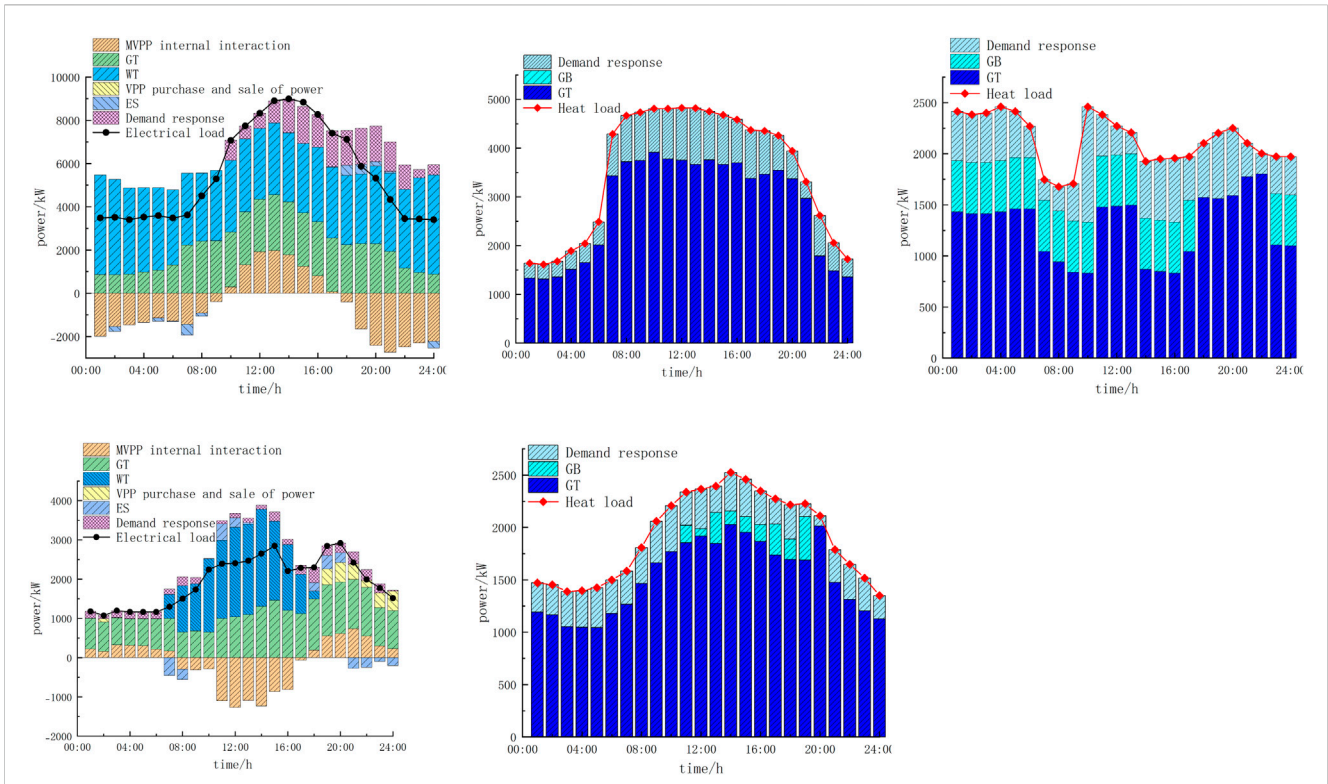 MVPP internal interaction
GT
WT
VPP purchase and sale of power
ES
Demand response
Electrical load
10000
8000
6000
4000
2000
0
-2000
power/kW
00:00 04:00 08:00 12:00 16:00 20:00 24:00
time/h
Demand response
GB
GT
Heat load
5000
4000
3000
2000
1000
0
power/kW
00:00 04:00 08:00 12:00 16:00 20:00 24:00
time/h
Demand response
GB
GT
Heat load
2500
2000
1500
1000
500
0
power/kW
00:00 04:00 08:00 12:00 16:00 20:00 24:00
time/h
MVPP internal interaction
GT
WT
VPP purchase and sale of power
ES
Demand response
Electrical load
4000
3000
2000
1000
0
-1000
-2000
power/kW
00:00 04:00 08:00 12:00 16:00 20:00 24:00
time/h
Demand response
GB
GT
Heat load
2500
2000
1500
1000
500
0
power/kW
00:00 04:00 08:00 12:00 16:00 20:00 24:00
time/h